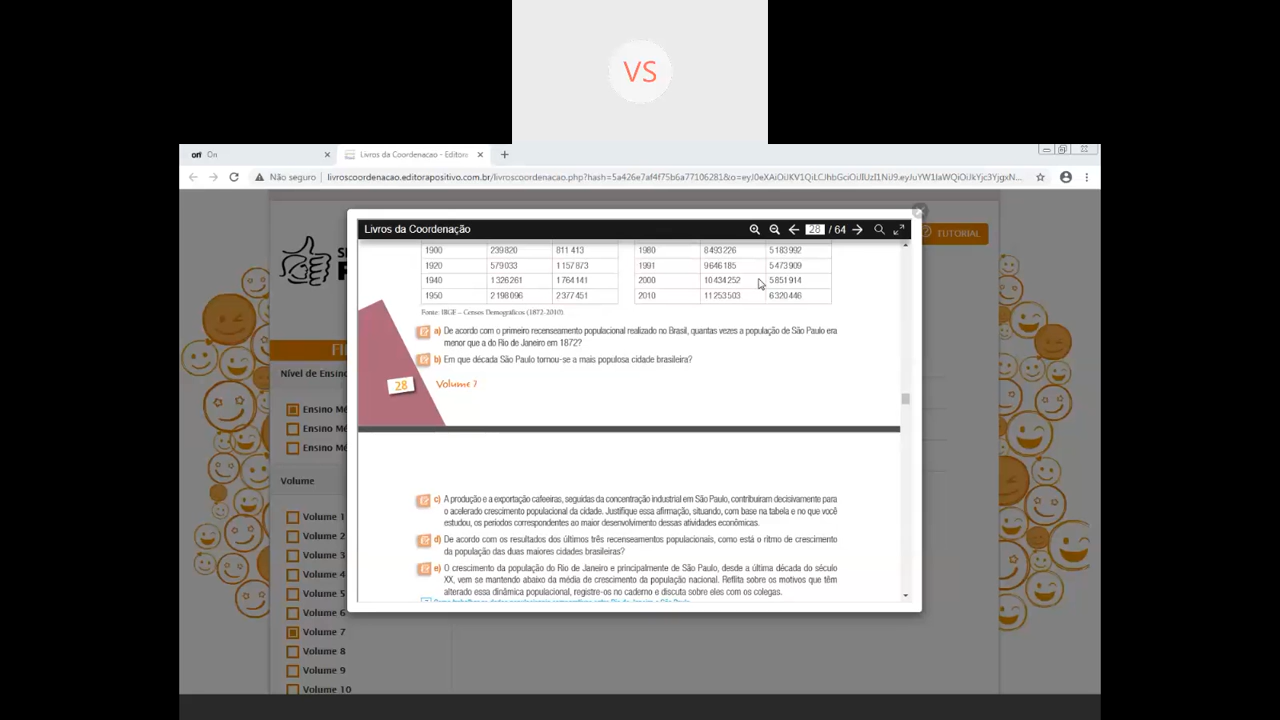 VS
on On
Livros da Coordenacao - Editora
Não seguro
livroscoordenacao.editorapositivo.com.br/livroscoordenacao.php?hash=5a426e7af4f75b6a77106281&o=
Livros da Coordenação
28 / 64
TUTORIAL
1900 239 820 811 413 1980 8 493 226 5 183 992
1920 579 033 1 157 873 1991 9 646 185 5 473 909
1940 1 326 261 1 764 141 2000 10 434 252 5 851 914
1950 2 198 096 2 377 451 2010 11 253 503 6 320 446
Fonte: IBGE – Censos Demográficos (1872-2010)
a) De acordo com o primeiro recenseamento populacional realizado no Brasil, quantas vezes a população de São Paulo era
menor que a do Rio de Janeiro em 1872?
b) Em que década São Paulo tornou-se a mais populosa cidade brasileira?
28 Volume 7
c) A produção e a exportação cafeeiras, seguidas da concentração industrial em São Paulo, contribuíram decisivamente para
o acelerado crescimento populacional da cidade. Justifique essa afirmação, situando, com base na tabela e no que você
estudou, os períodos correspondentes ao maior desenvolvimento dessas atividades econômicas.
d) De acordo com os resultados dos últimos três recenseamentos populacionais, como está o ritmo de crescimento
da população das duas maiores cidades brasileiras?
e) O crescimento da população do Rio de Janeiro e principalmente de São Paulo, desde a última década do século
XX, vem se mantendo abaixo da média de crescimento da população nacional. Reflita sobre os motivos que têm
alterado essa dinâmica populacional, registre-os no caderno e discuta sobre eles com os colegas.
FI
Nível de Ensino
Ensino Mé
Ensino Mé
Ensino Mé
Volume
Volume 1
Volume 2
Volume 3
Volume 4
Volume 5
Volume 6
Volume 7
Volume 8
Volume 9
Volume 10